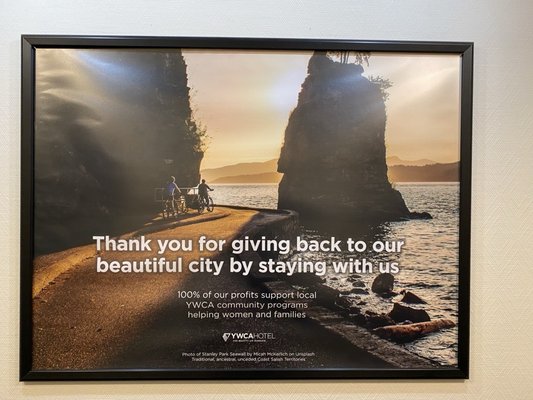 Thank you for giving back to our
beautiful city by staying with us
100% of our profits support local
YWCA community programs
helping women and families
YWCAHOTEL
Photo of Stanley Park Seawall by Micah McKerlich on Unsplash
Traditional, ancestral, unceded Coast Salish Territories